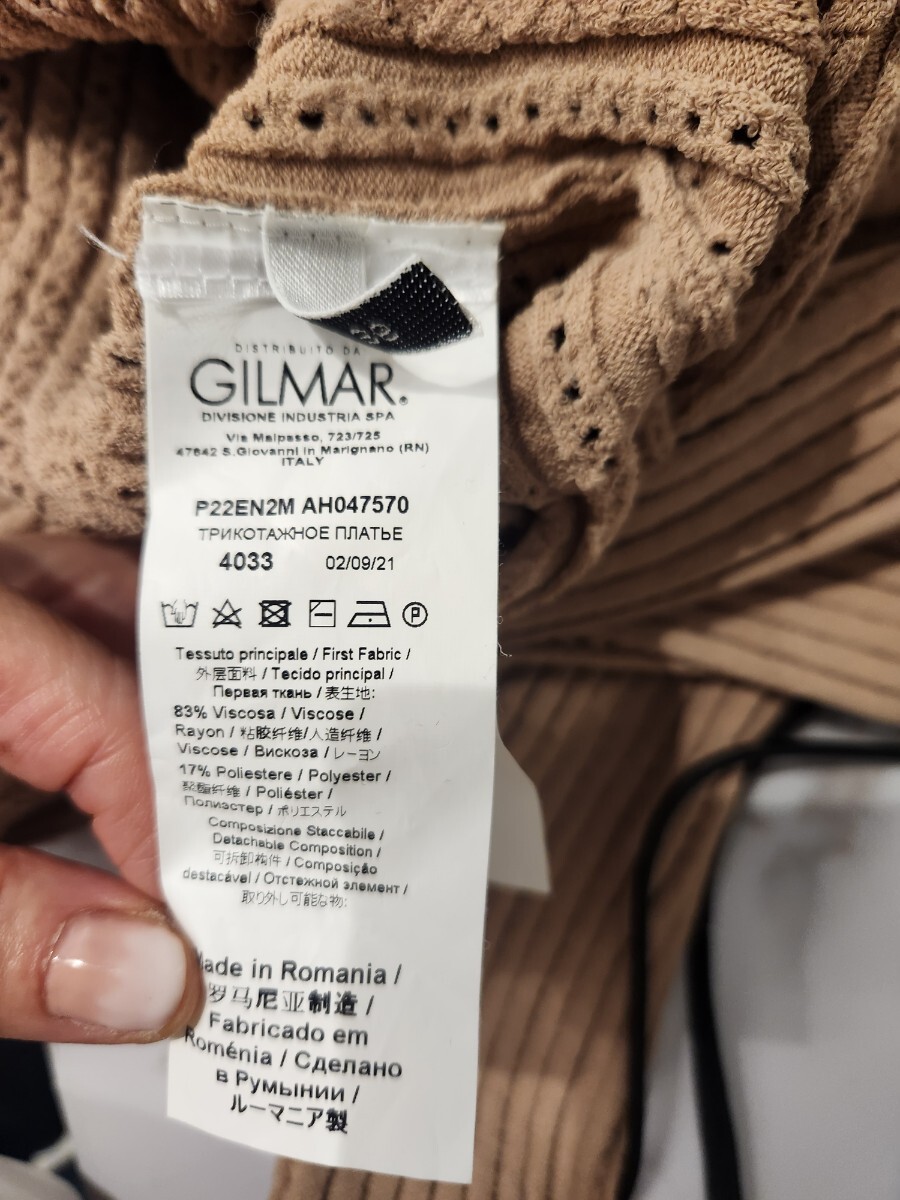 DISTRIBUITO DA
GILMAR.
DIVISIONE INDUSTRIA SPA
Via Malpasso, 723/725
47842 S.Giovanni in Marignano (RN)
ITALY
P22EN2M AH047570
ТРИКОТАЖНОЕ ПЛАТЬЕ
4033 02/09/21
P
Tessuto principale / First Fabric /
外层面料 / Tecido principal /
Первая ткань / 表生地:
83% Viscosa / Viscose /
Rayon / 粘胶纤维/人造纤维 /
Viscose / Вискоза / レーヨン
17% Poliestere / Polyester /
聚酯纤维 / Poliéster /
Полиэстер / ポリエステル
Composizione Staccabile /
Detachable Composition /
可拆卸构件 / Composição
destacável / Отстежной элемент /
取り外し可能な物:
ade in Romania /
罗马尼亚制造 /
Fabricado em
Roménia / Сделано
в Румынии /
ルーマニア製